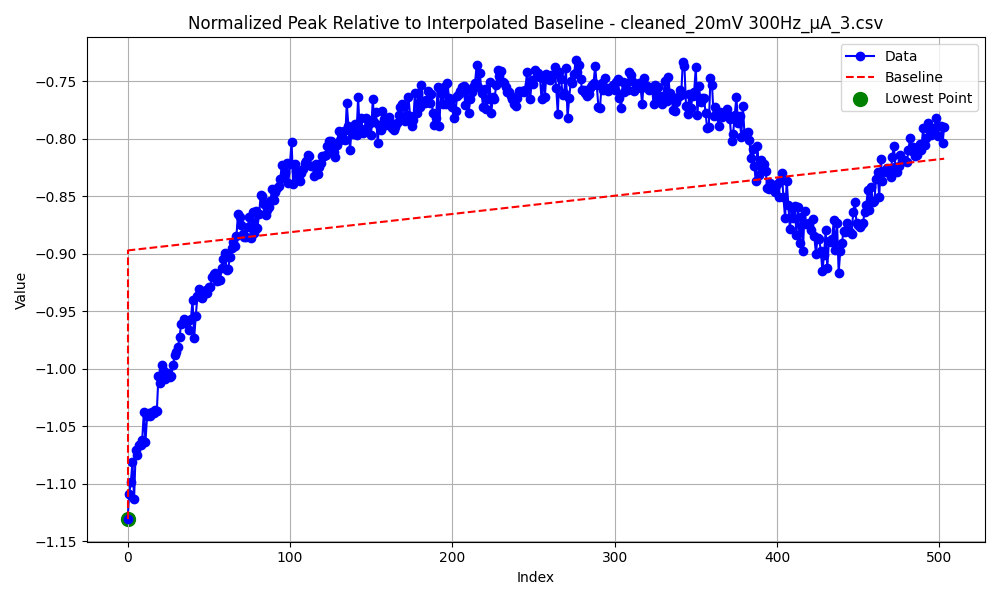 Normalized Peak Relative to Interpolated Baseline - cleaned_20mV 300Hz_μA_3.csv
Data
Baseline
Lowest Point
Value
−0.75
−0.80
−0.85
−0.90
−0.95
−1.00
−1.05
−1.10
−1.15
0 100 200 300 400 500
Index